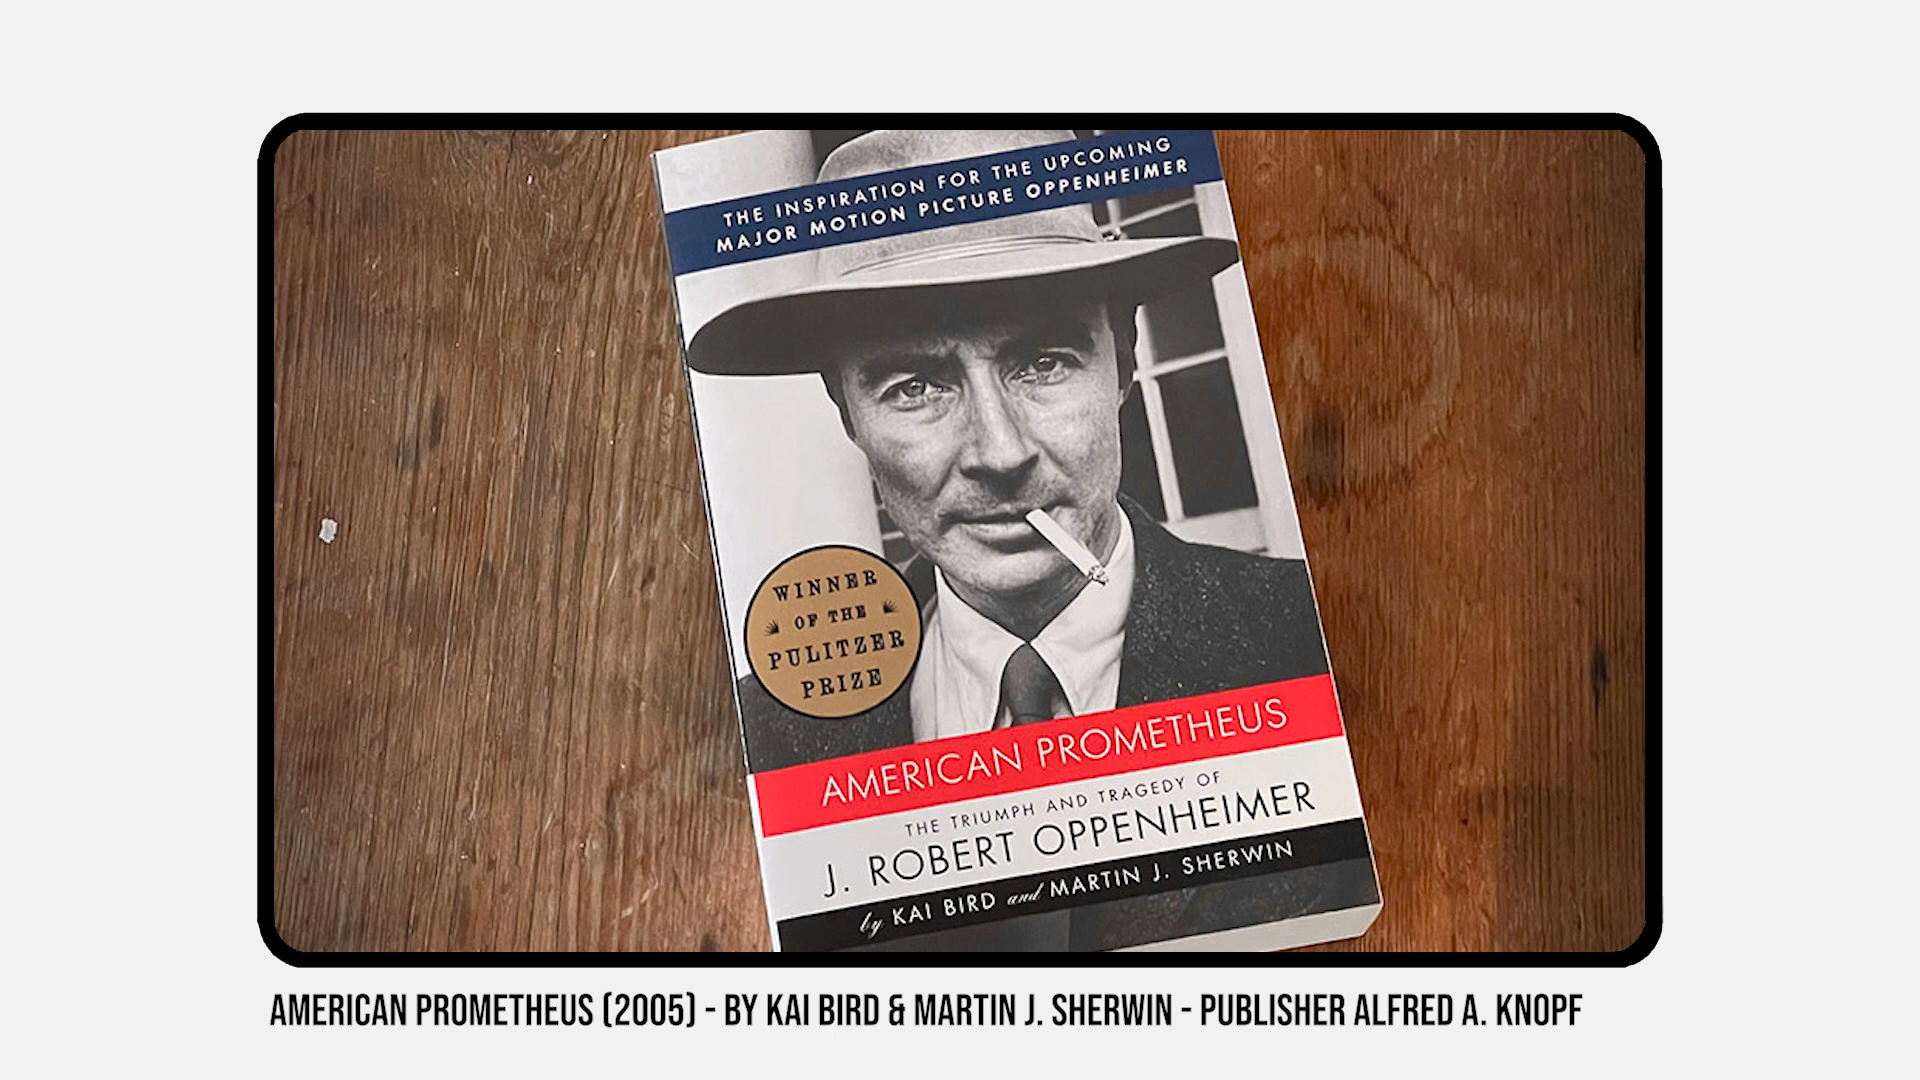 THE INSPIRATION FOR THE UPCOMING
MAJOR MOTION PICTURE OPPENHEIMER
WINNER
OF THE
PULITZER
PRIZE
AMERICAN PROMETHEUS
THE TRIUMPH AND TRAGEDY OF
J. ROBERT OPPENHEIMER
by KAI BIRD and MARTIN J. SHERWIN
AMERICAN PROMETHEUS (2005) - BY KAI BIRD & MARTIN J. SHERWIN - PUBLISHER ALFRED A. KNOPF